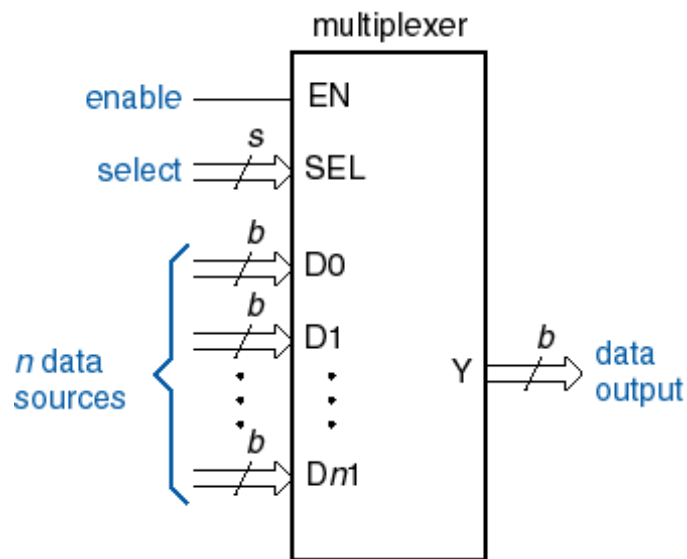 multiplexer
enable EN
s
select SEL
b
D0
b
D1
n data
sources
b
Dn1
Y
b
data
output